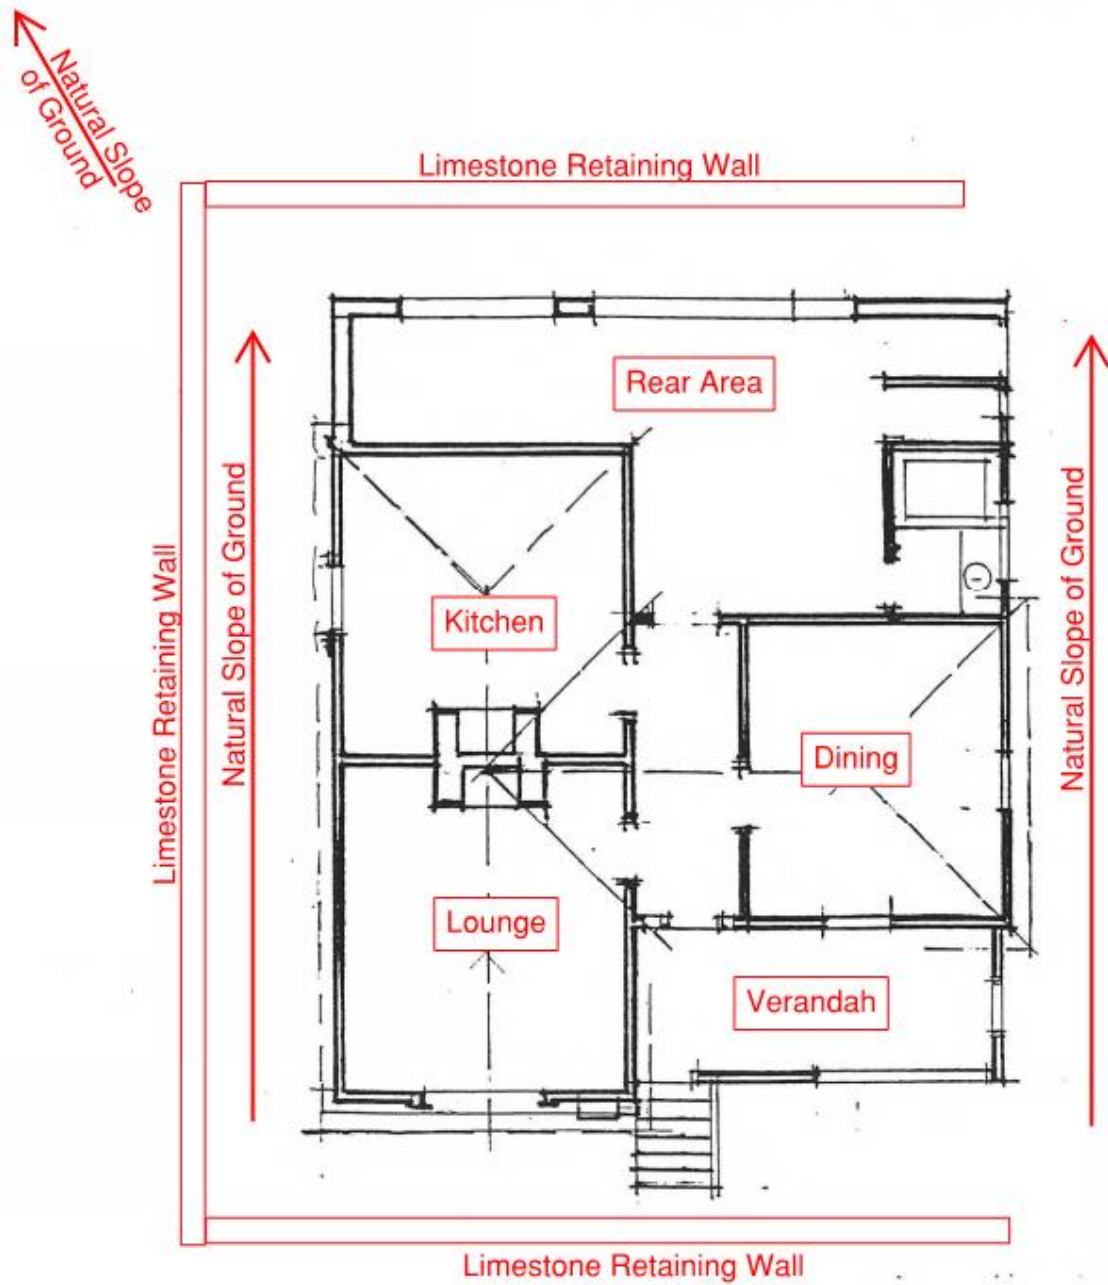 Natural Slope
of Ground
Limestone Retaining Wall
Rear Area
Limestone Retaining Wall
Natural Slope of Ground
Kitchen
Natural Slope of Ground
Dining
Lounge
Verandah
Limestone Retaining Wall